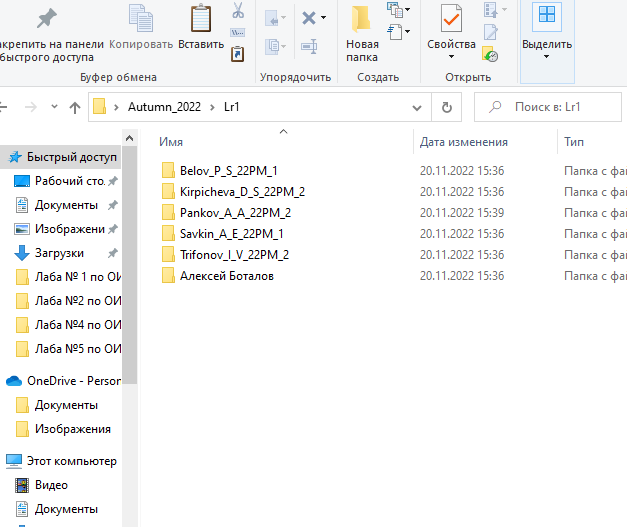 акрепить на панели быстрого доступа
Копировать
Вставить
Новая папка
Свойства
Выделить
Буфер обмена
Упорядочить
Создать
Открыть
Autumn_2022 Lr1
Поиск в: Lr1
Имя Дата изменения Тип
Belov_P_S_22PM_1 20.11.2022 15:36 Папка с фа
Kirpicheva_D_S_22PM_2 20.11.2022 15:36 Папка с фа
Pankov_A_A_22PM_2 20.11.2022 15:39 Папка с фа
Savkin_A_E_22PM_1 20.11.2022 15:36 Папка с фа
Trifonov_I_V_22PM_2 20.11.2022 15:36 Папка с фа
Алексей Боталов 20.11.2022 15:36 Папка с фа
Быстрый доступ
Рабочий сто.
Документы
Изображени
Загрузки
Лаба № 1 по ОИ
Лаба №2 по ОИ
Лаба №4 по ОИ
Лаба №5 по ОИ
OneDrive - Person
Документы
Изображения
Этот компьютер
Видео
Документы